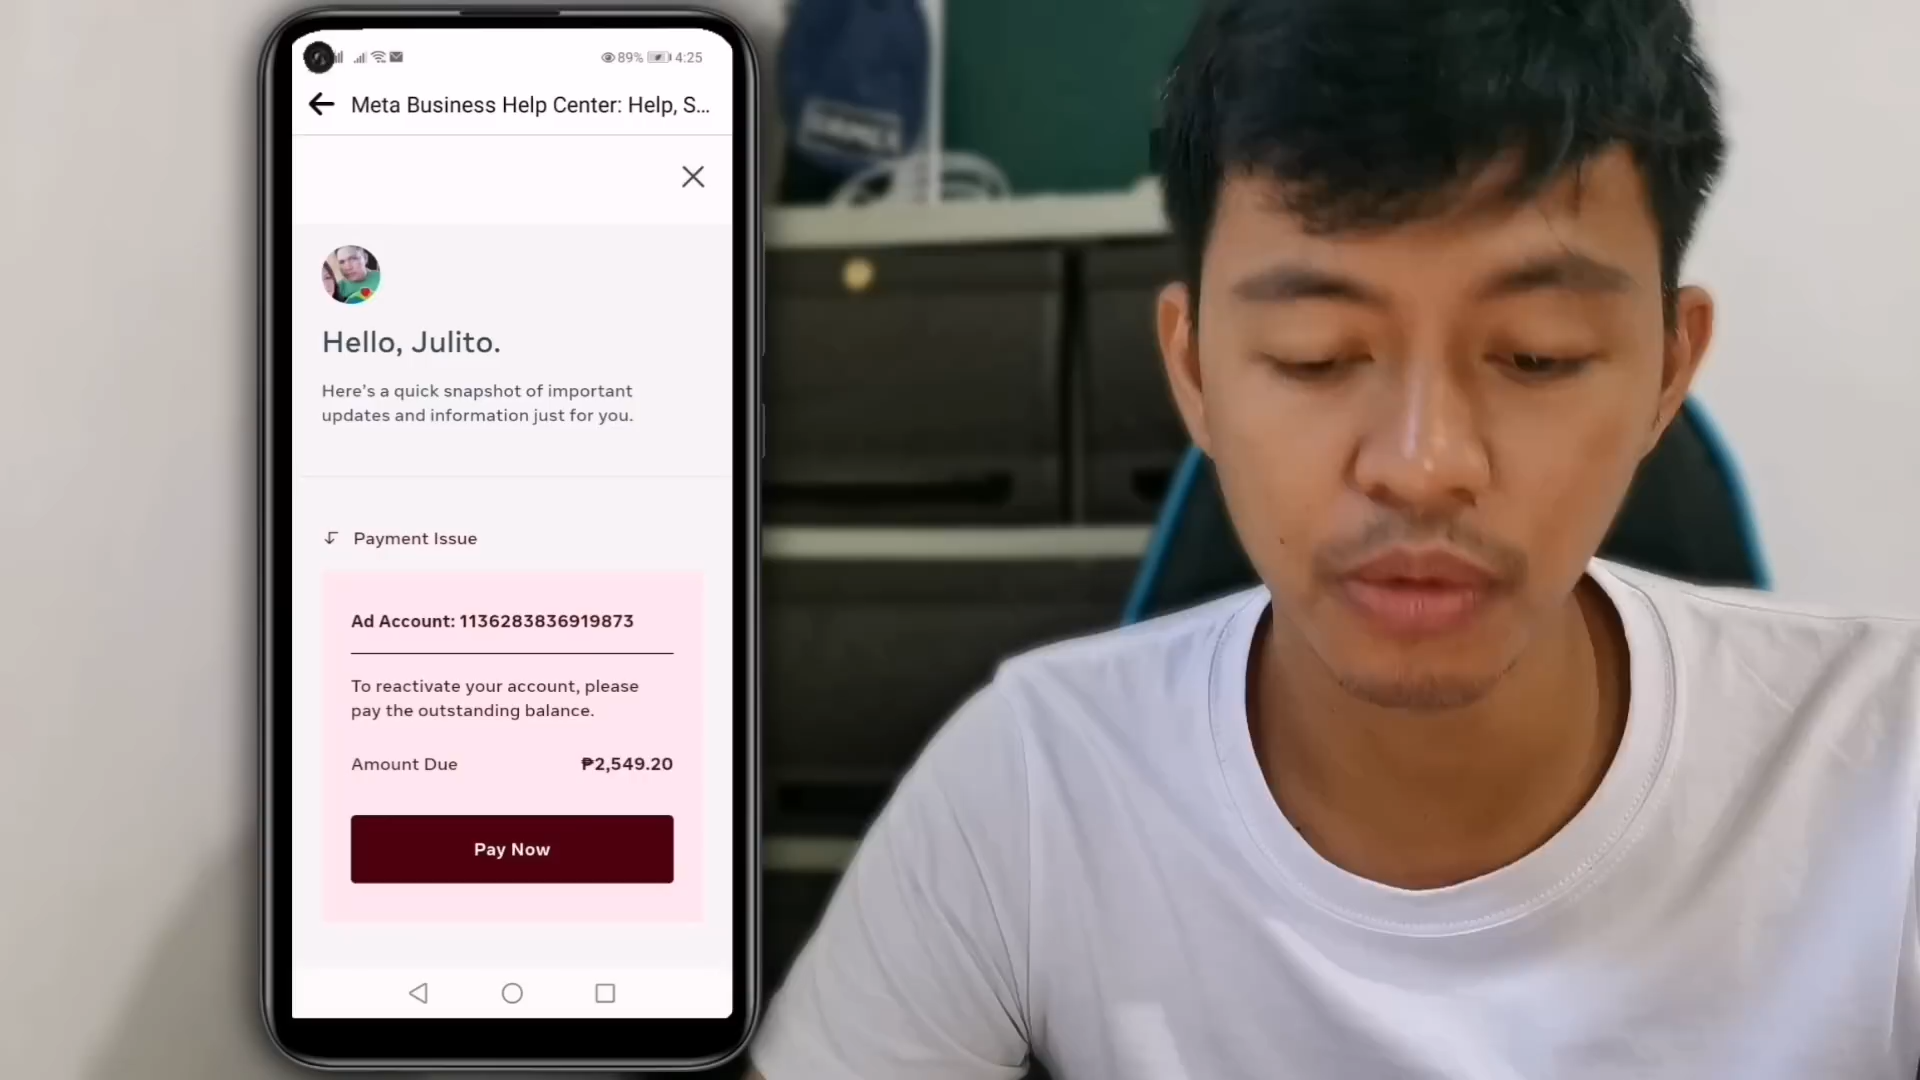 89% 4:25
Meta Business Help Center: Help, S...
Hello, Julito.
Here's a quick snapshot of important
updates and information just for you.
Payment Issue
Ad Account: 1136283836919873
To reactivate your account, please
pay the outstanding balance.
Amount Due ₱2,549.20
Pay Now